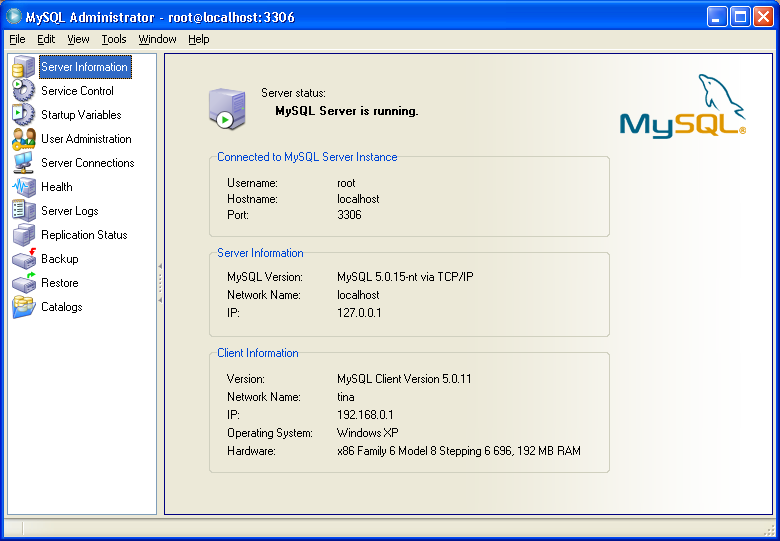 MySQL Administrator - root@localhost:3306
File Edit View Tools Window Help
Server Information
Service Control
Startup Variables
User Administration
Server Connections
Health
Server Logs
Replication Status
Backup
Restore
Catalogs
Server status:
MySQL Server is running.
MySQL®
Connected to MySQL Server Instance
Username: root
Hostname: localhost
Port: 3306
Server Information
MySQL Version: MySQL 5.0.15-nt via TCP/IP
Network Name: localhost
IP: 127.0.0.1
Client Information
Version: MySQL Client Version 5.0.11
Network Name: tina
IP: 192.168.0.1
Operating System: Windows XP
Hardware: x86 Family 6 Model 8 Stepping 6 696, 192 MB RAM